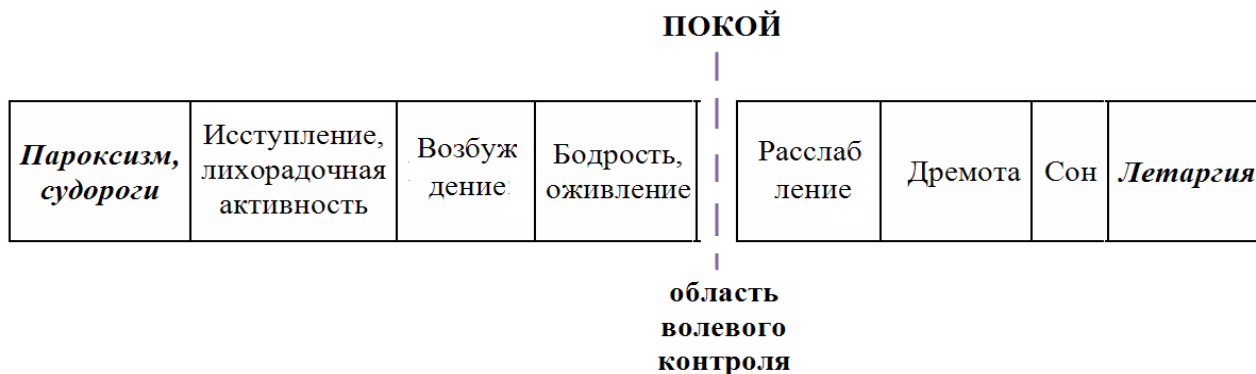 ПОКОЙ
Пароксизм,
судороги
Исступление,
лихорадочная
активность
Возбуж
дение
Бодрость,
оживление
Расслаб
ление
Дремота
Сон
Летаргия
область
волевого
контроля